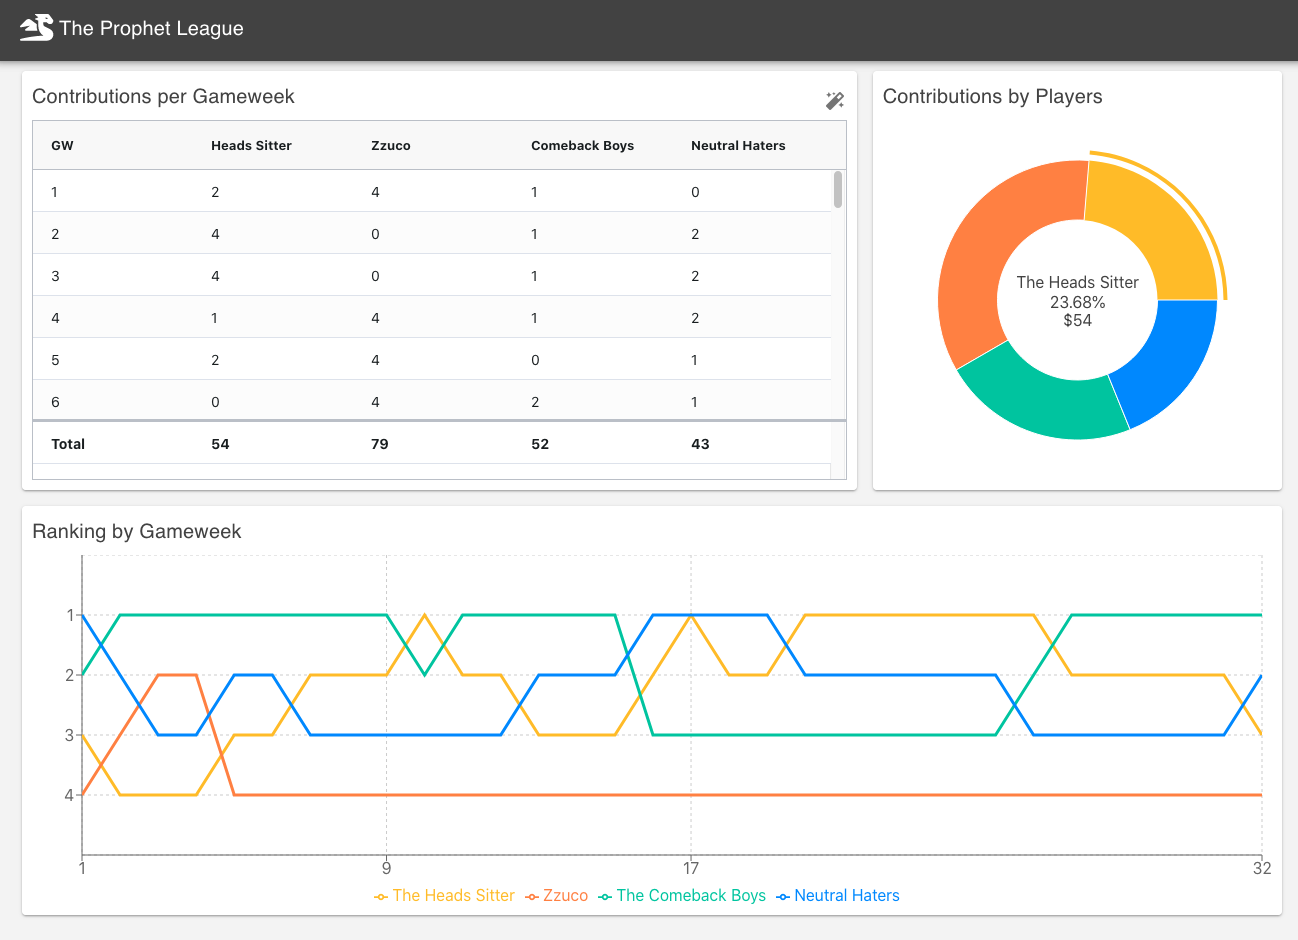 The Prophet League
Contributions per Gameweek
GW Heads Sitter Zzuco Comeback Boys Neutral Haters
1 2 4 1 0
2 4 0 1 2
3 4 0 1 2
4 1 4 1 2
5 2 4 0 1
6 0 4 2 1
Total 54 79 52 43
Contributions by Players
The Heads Sitter
23.68%
$54
Ranking by Gameweek
1
2
3
4
1 9 17 32
The Heads Sitter Zzuco The Comeback Boys Neutral Haters